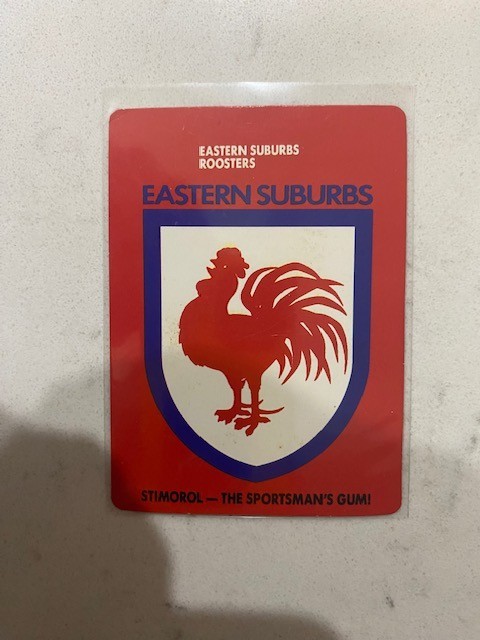 EASTERN SUBURBS
ROOSTERS
EASTERN SUBURBS
STIMOROL — THE SPORTSMAN'S GUM!